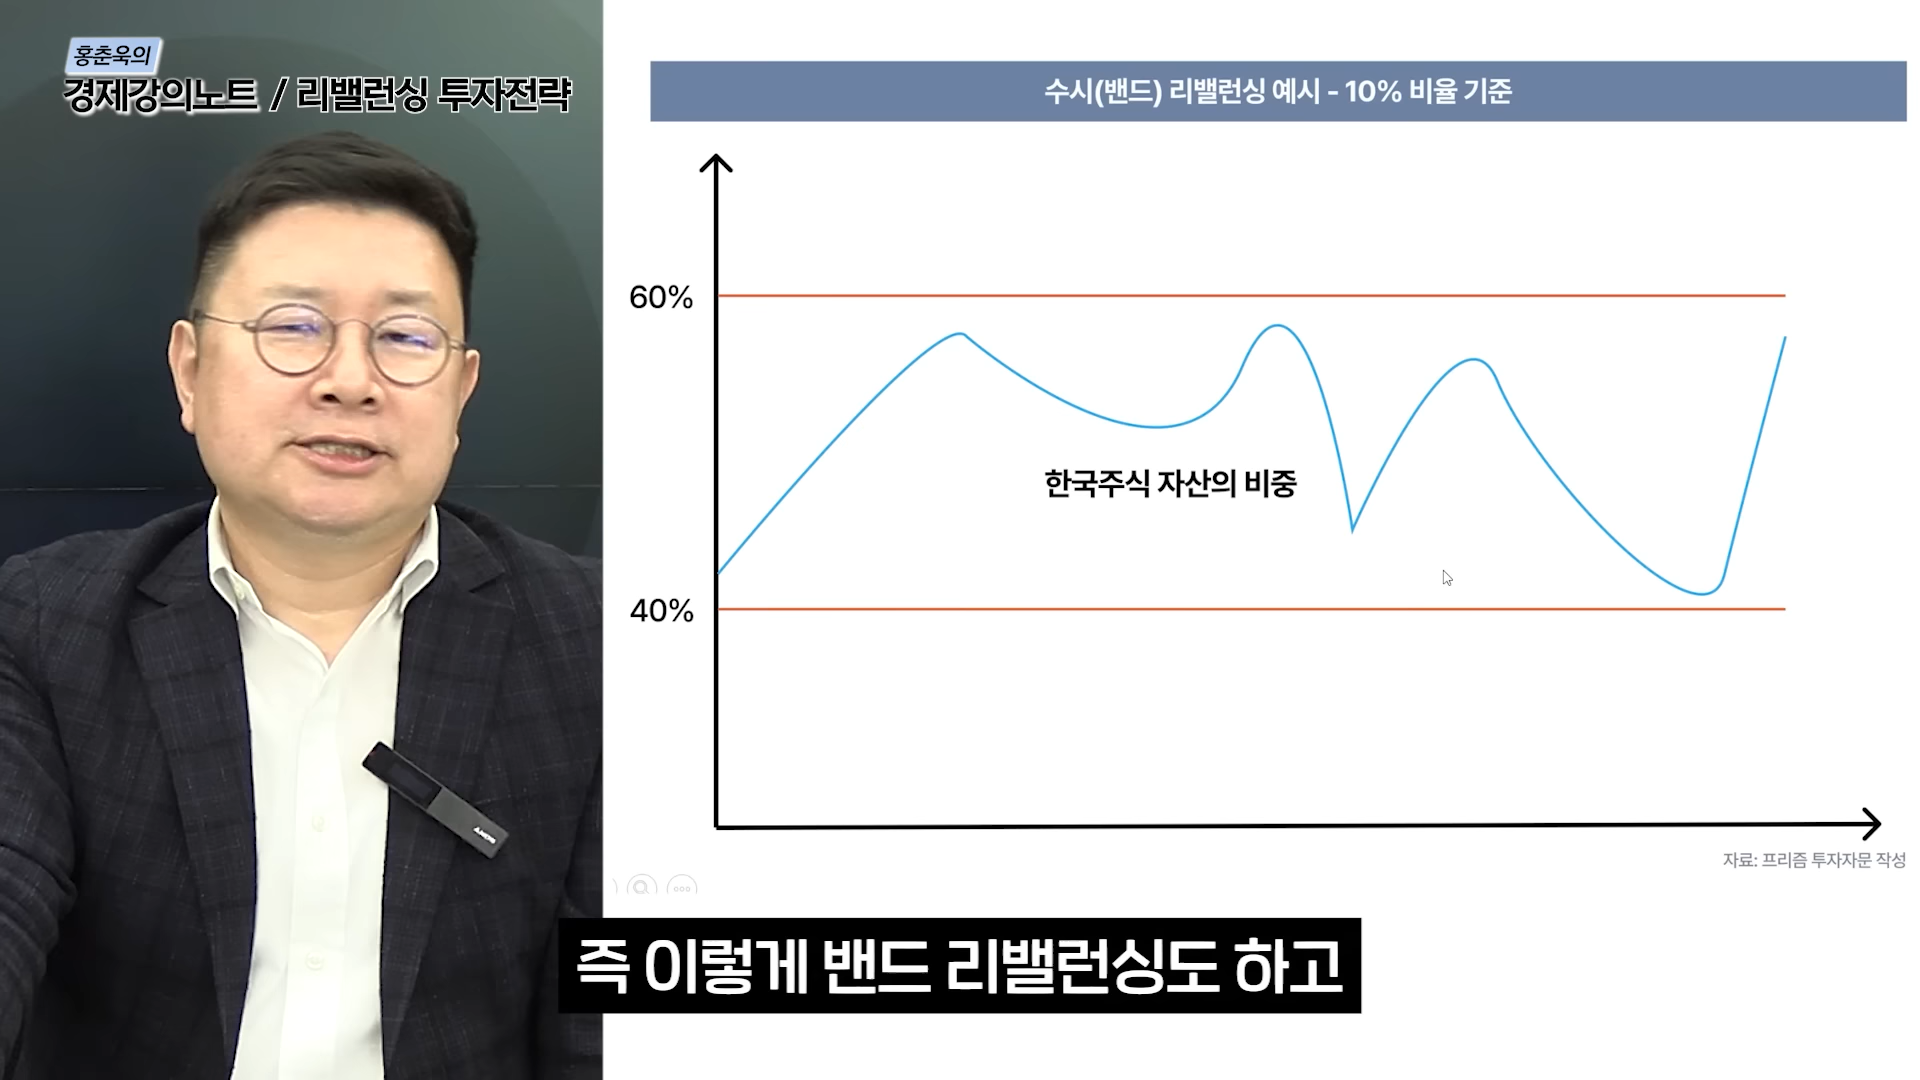 홍춘욱의
경제강의노트 / 리밸런싱 투자전략
수시(밴드) 리밸런싱 예시 - 10% 비율 기준
60%
한국주식 자산의 비중
40%
자료: 프리즘 투자자문 작성
즉 이렇게 밴드 리밸런싱도 하고